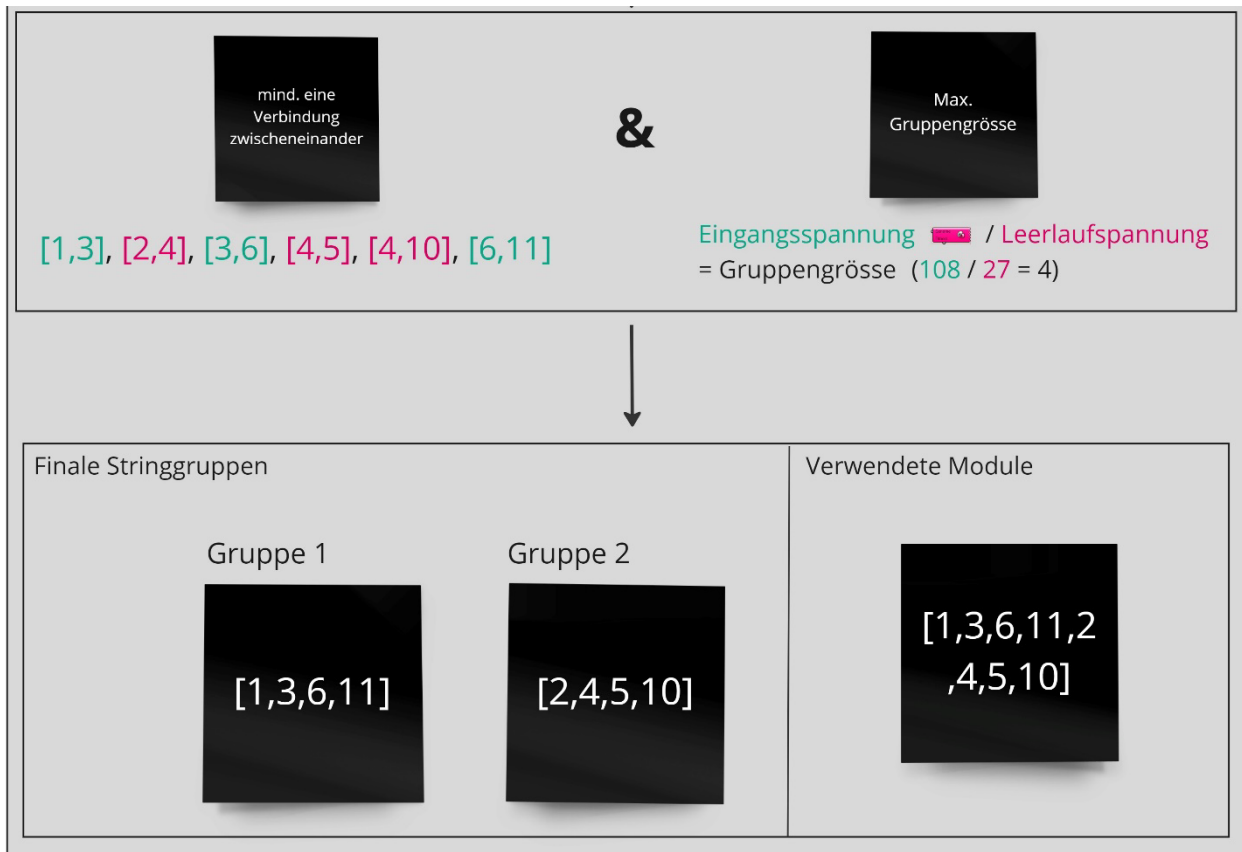 mind. eine
Verbindung
zwischeneinander
&
Max.
Gruppengrösse
[1,3], [2,4], [3,6], [4,5], [4,10], [6,11]
Eingangsspannung / Leerlaufspannung
= Gruppengrösse (108 / 27 = 4)
Finale Stringgruppen
Verwendete Module
Gruppe 1
Gruppe 2
[1,3,6,11]
[2,4,5,10]
[1,3,6,11,2
,4,5,10]